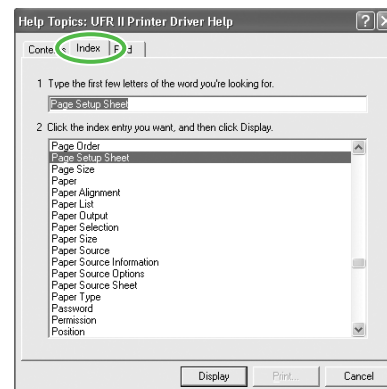 Help Topics: UFR II Printer Driver Help
Index
1 Type the first few letters of the word you're looking for.
Page Setup Sheet
2 Click the index entry you want, and then click Display.
Page Order
Page Setup Sheet
Page Size
Paper
Paper Alignment
Paper List
Paper Output
Paper Selection
Paper Size
Paper Source
Paper Source Information
Paper Source Options
Paper Source Sheet
Paper Type
Password
Permission
Position
Display Print... Cancel